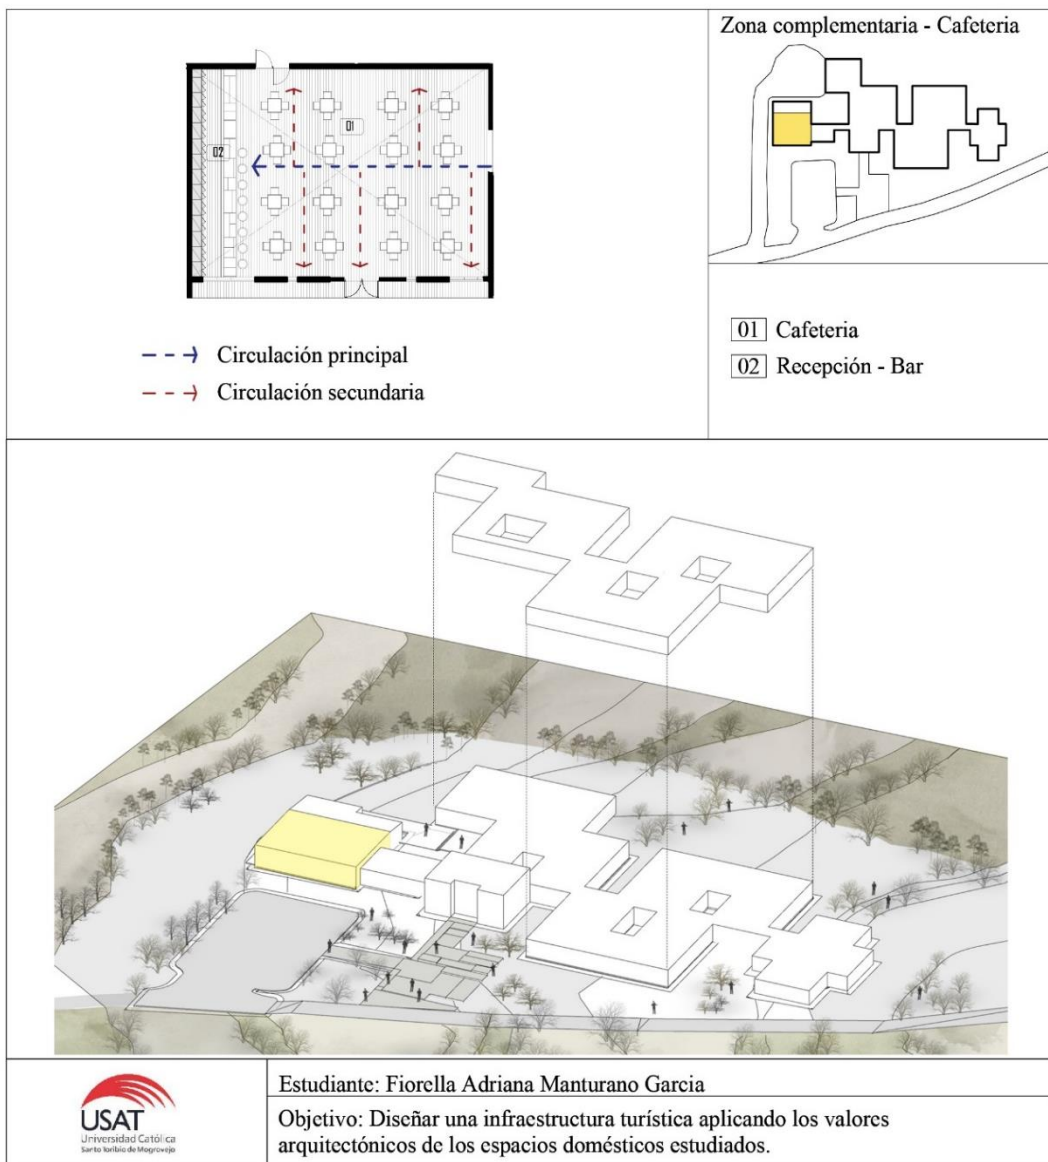 Zona complementaria - Cafeteria
01
02
Circulación principal
Circulación secundaria
01 Cafeteria
02 Recepción - Bar
USAT
Universidad Católica
Santo Toribio de Mogrovejo
Estudiante: Fiorella Adriana Manturano Garcia
Objetivo: Diseñar una infraestructura turística aplicando los valores
arquitectónicos de los espacios domésticos estudiados.